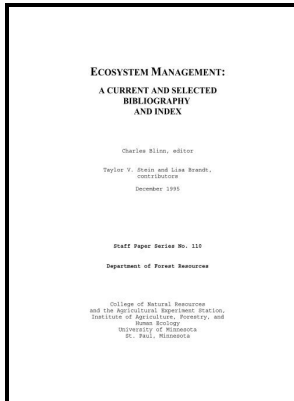 ECOSYSTEM MANAGEMENT:
A CURRENT AND SELECTED
BIBLIOGRAPHY
AND INDEX
Charles Blinn, editor
Taylor V. Stein and Lisa Brandt,
contributors
December 1995
Staff Paper Series No. 110
Department of Forest Resources
College of Natural Resources
and the Agricultural Experiment Station,
Institute of Agriculture, Forestry, and
Human Ecology
University of Minnesota
St. Paul, Minnesota